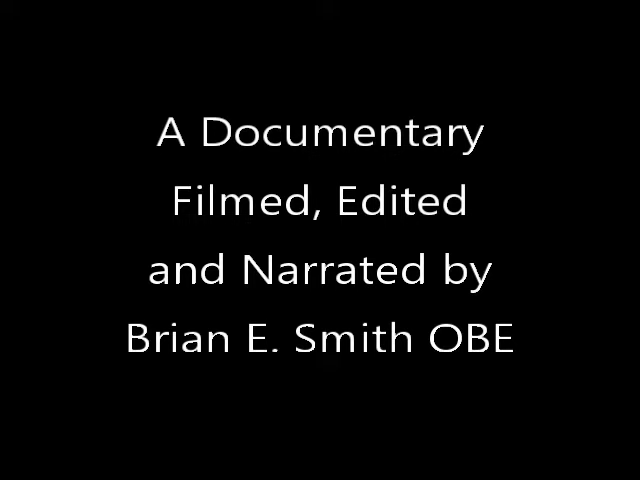 A Documentary
Filmed, Edited
and Narrated by
Brian E. Smith OBE